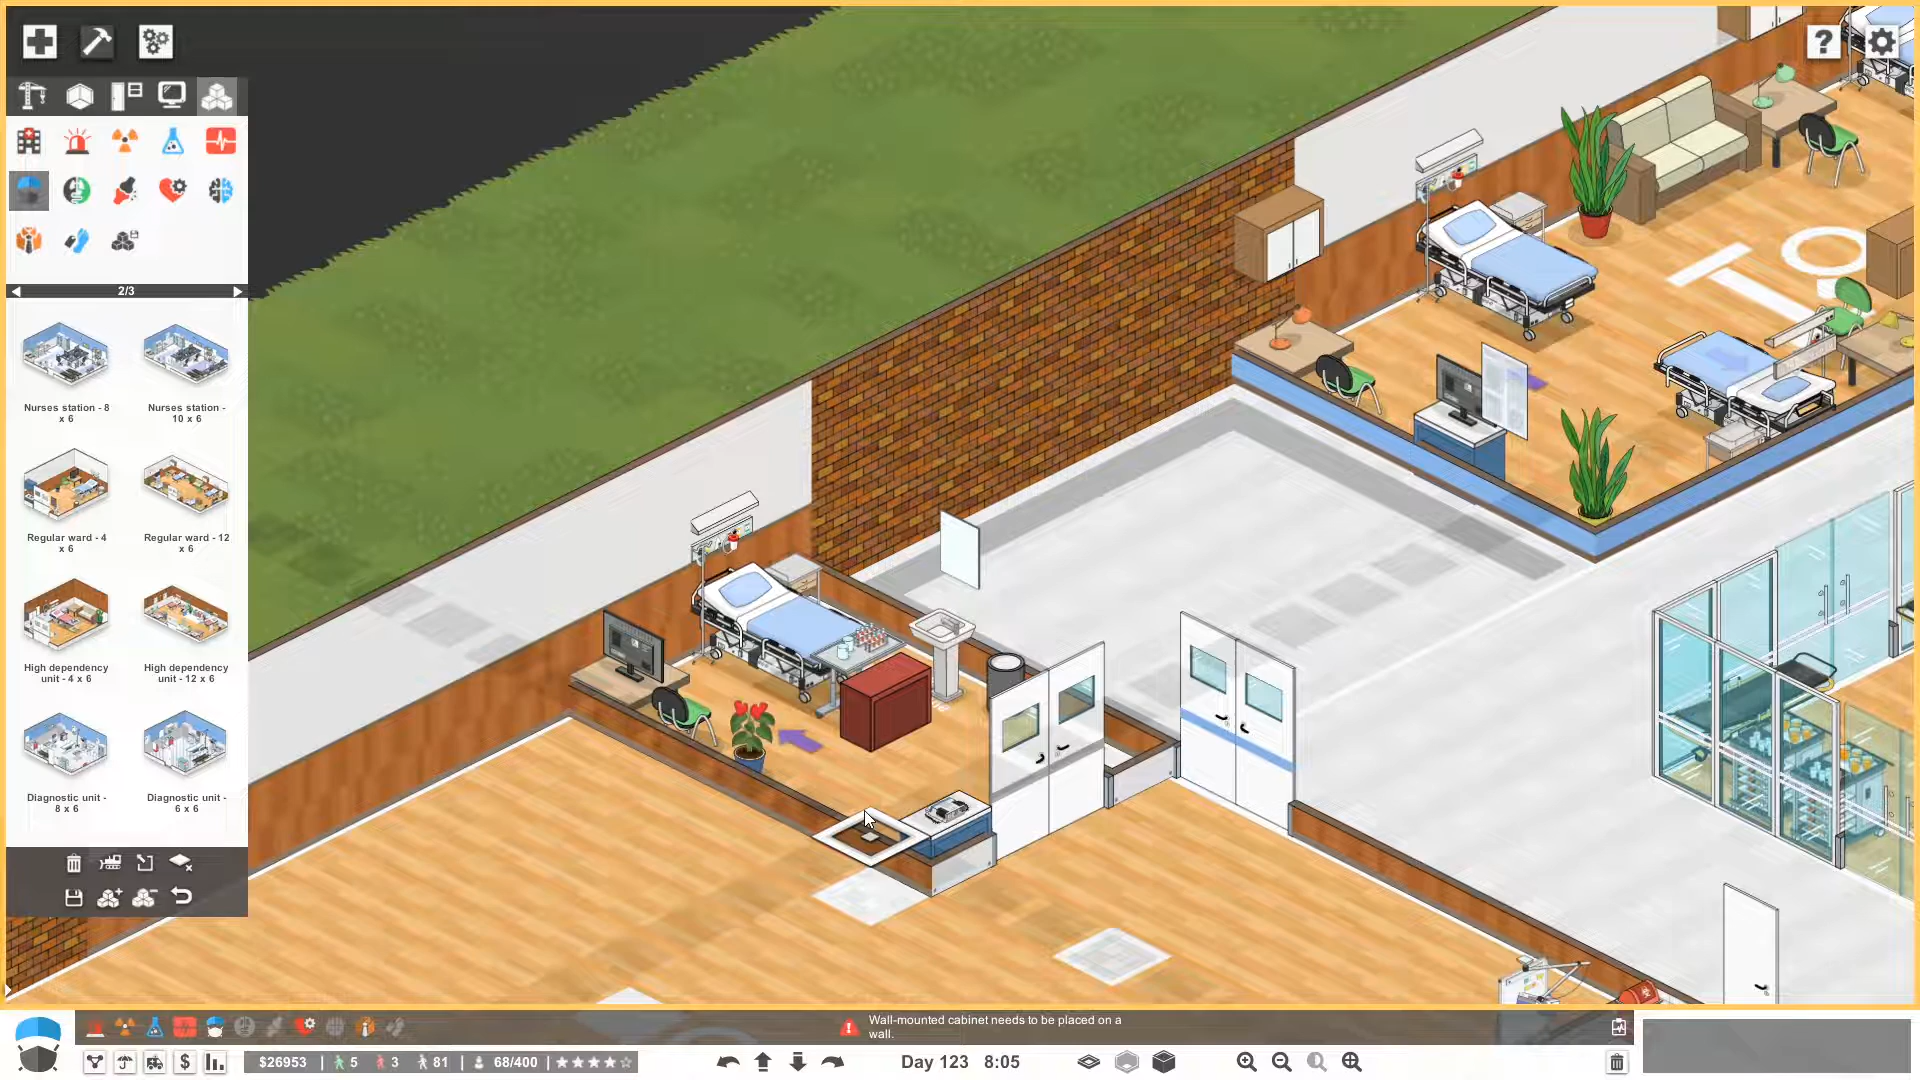 ?
2/3
Nurses station - 8
x 6
Nurses station -
10 x 6
Regular ward - 4
x 6
Regular ward - 12
x 6
High dependency
unit - 4 x 6
High dependency
unit - 12 x 6
Diagnostic unit -
8 x 6
Diagnostic unit -
6 x 6
Wall-mounted cabinet needs to be placed on a
wall.
$26953 | 5 3 81 | 68/400 |
Day 123 8:05